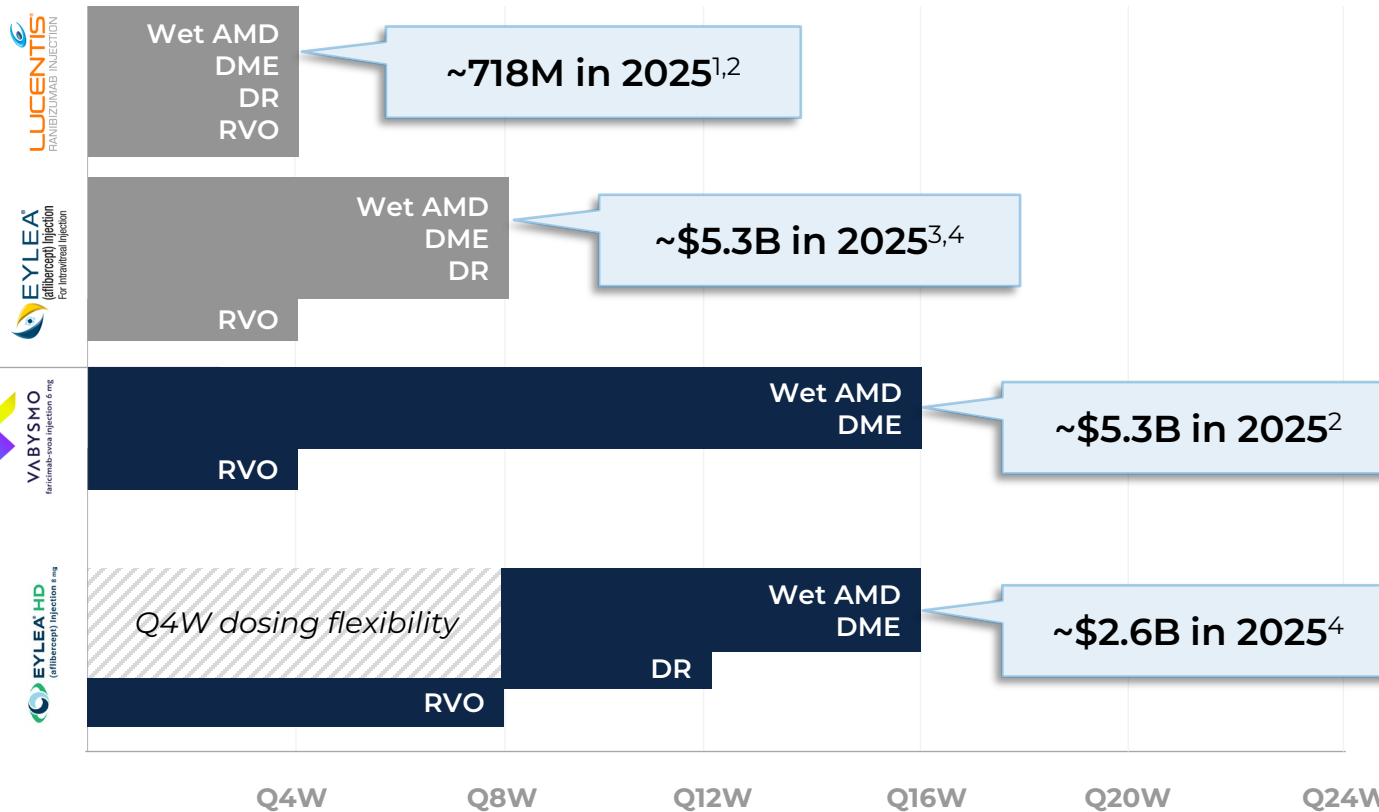 LUCENTIS
RANIBIZUMAB INJECTION
Wet AMD
DME
DR
RVO
~718M in 2025¹,²
EYLEA®
(aflibercept) Injection
For Intravitreal Injection
Wet AMD
DME
DR
RVO
~$5.3B in 2025³,⁴
VABYSMO
faricimab-svoa injection 6 mg
Wet AMD
DME
RVO
~$5.3B in 2025²
EYLEA® HD
(aflibercept) Injection 8 mg
Q4W dosing flexibility
Wet AMD
DME
DR
RVO
~$2.6B in 2025⁴
Q4W Q8W Q12W Q16W Q20W Q24W